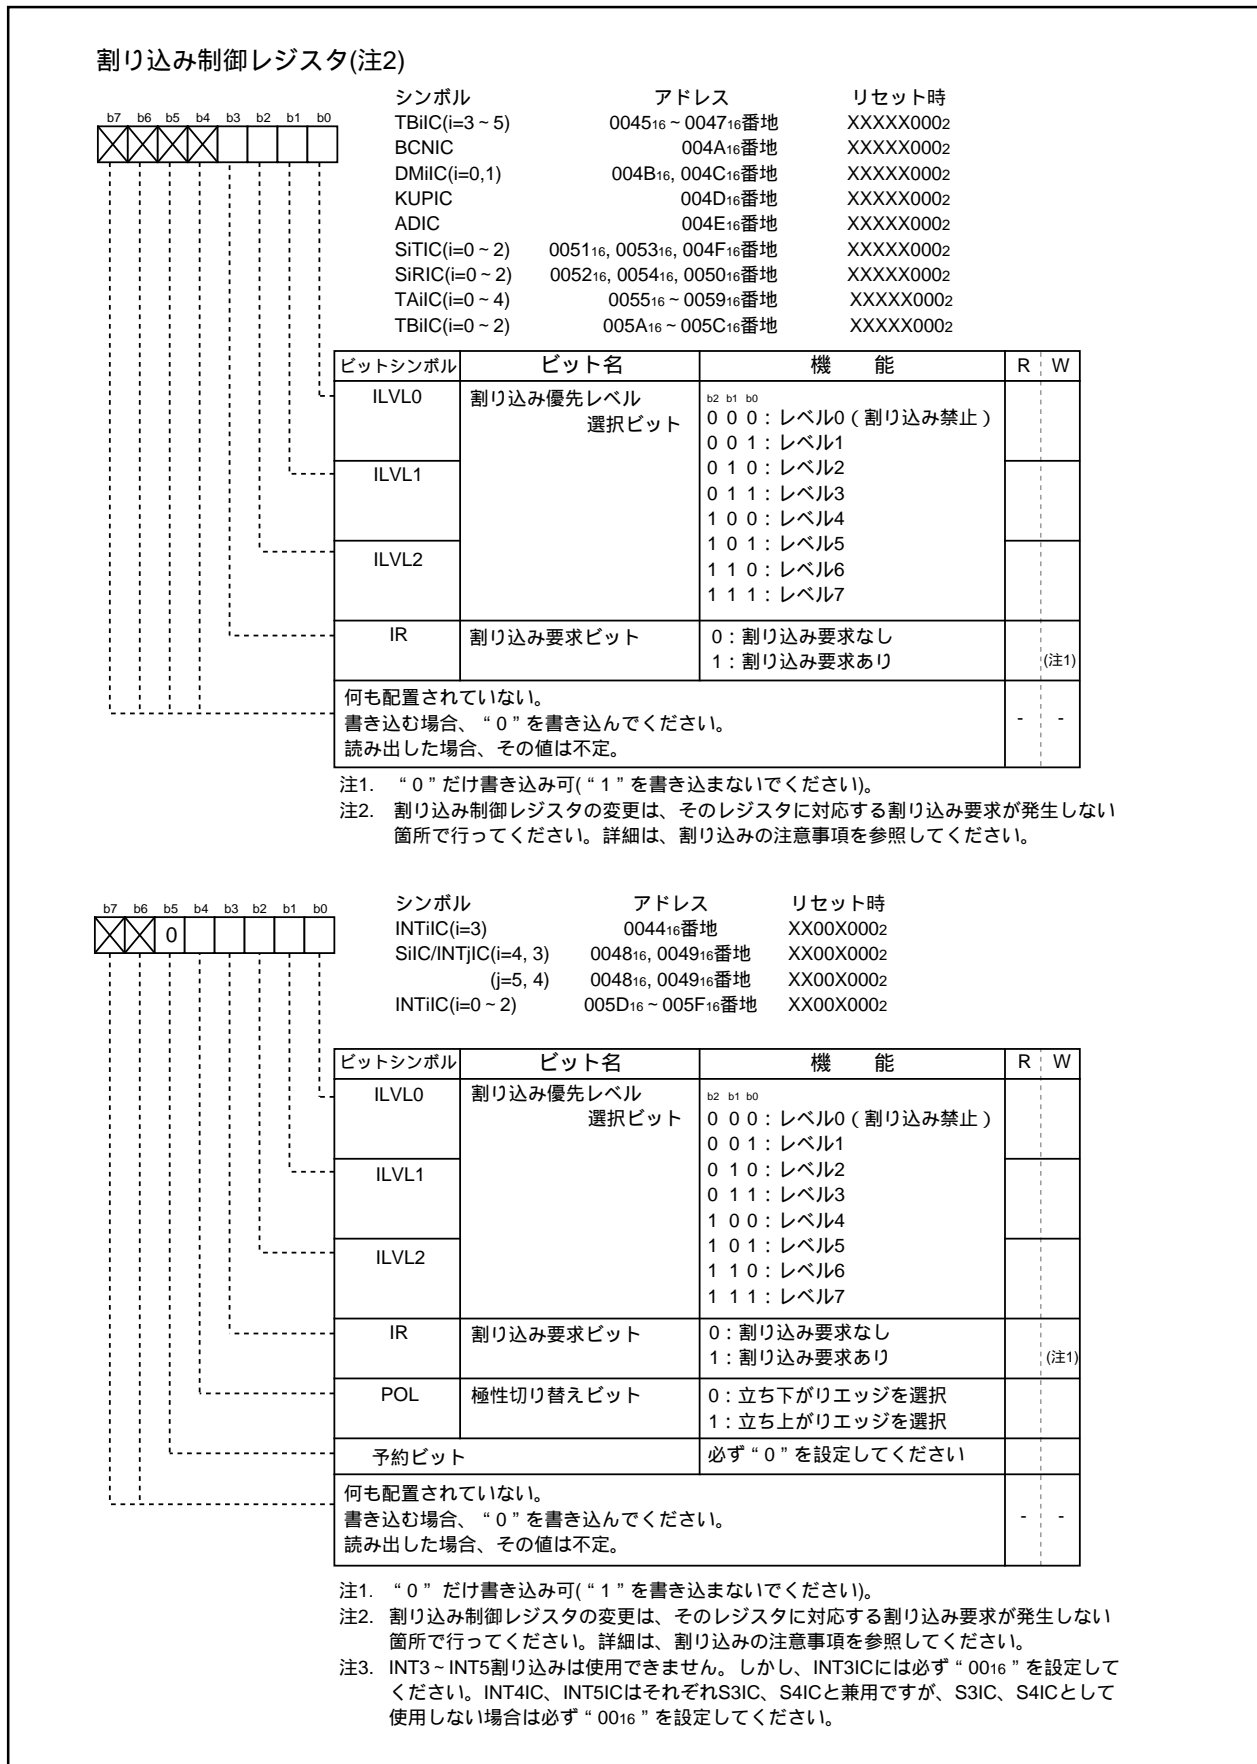 割り込み制御レジスタ(注2)
シンボル アドレス リセット時
b7 b6 b5 b4 b3 b2 b1 b0
TBiIC(i=3~5) 004516~004716番地 XXXXX0002
BCNIC 004A16番地 XXXXX0002
DMiIC(i=0,1) 004B16, 004C16番地 XXXXX0002
KUPIC 004D16番地 XXXXX0002
ADIC 004E16番地 XXXXX0002
SiTIC(i=0~2) 005116, 005316, 004F16番地 XXXXX0002
SiRIC(i=0~2) 005216, 005416, 005016番地 XXXXX0002
TAiIC(i=0~4) 005516~005916番地 XXXXX0002
TBiIC(i=0~2) 005A16~005C16番地 XXXXX0002
ビットシンボル ビット名 機 能 R W
ILVL0 割り込み優先レベル
選択ビット
b2 b1 b0
0 0 0:レベル0(割り込み禁止)
0 0 1:レベル1
ILVL1 0 1 0:レベル2
0 1 1:レベル3
1 0 0:レベル4
1 0 1:レベル5
ILVL2 1 1 0:レベル6
1 1 1:レベル7
IR 割り込み要求ビット 0:割り込み要求なし
1:割り込み要求あり (注1)
何も配置されていない。
書き込む場合、“0”を書き込んでください。 - -
読み出した場合、その値は不定。
注1. “0”だけ書き込み可(“1”を書き込まないでください)。
注2. 割り込み制御レジスタの変更は、そのレジスタに対応する割り込み要求が発生しない
箇所で行ってください。詳細は、割り込みの注意事項を参照してください。
シンボル アドレス リセット時
b7 b6 b5 b4 b3 b2 b1 b0
0
INTiIC(i=3) 004416番地 XX00X0002
SiIC/INTjIC(i=4, 3) 004816, 004916番地 XX00X0002
(j=5, 4) 004816, 004916番地 XX00X0002
INTiIC(i=0~2) 005D16~005F16番地 XX00X0002
ビットシンボル ビット名 機 能 R W
ILVL0 割り込み優先レベル
選択ビット
b2 b1 b0
0 0 0:レベル0(割り込み禁止)
0 0 1:レベル1
ILVL1 0 1 0:レベル2
0 1 1:レベル3
1 0 0:レベル4
1 0 1:レベル5
ILVL2 1 1 0:レベル6
1 1 1:レベル7
IR 割り込み要求ビット 0:割り込み要求なし
1:割り込み要求あり (注1)
POL 極性切り替えビット 0:立ち下がりエッジを選択
1:立ち上がりエッジを選択
予約ビット 必ず“0”を設定してください
何も配置されていない。
書き込む場合、“0”を書き込んでください。 - -
読み出した場合、その値は不定。
注1. “0” だけ書き込み可(“1”を書き込まないでください)。
注2. 割り込み制御レジスタの変更は、そのレジスタに対応する割り込み要求が発生しない
箇所で行ってください。詳細は、割り込みの注意事項を参照してください。
注3. INT3~INT5割り込みは使用できません。しかし、INT3ICには必ず“0016”を設定して
ください。INT4IC、INT5ICはそれぞれS3IC、S4ICと兼用ですが、S3IC、S4ICとして
使用しない場合は必ず“0016”を設定してください。